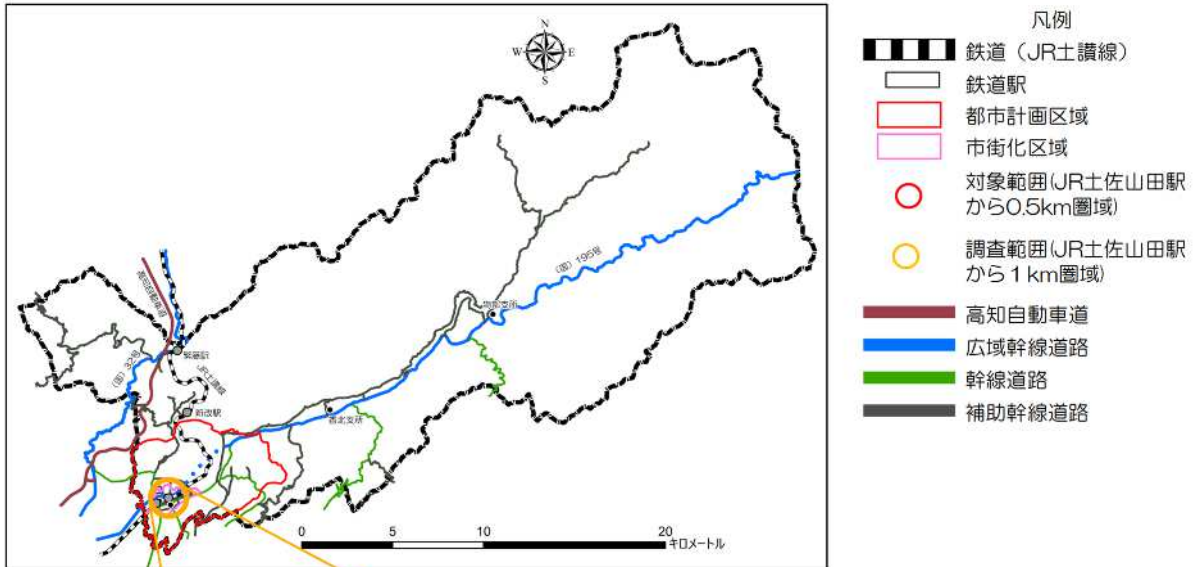 N
W
E
S
高知自動車道
(国) 195号
物部支所
繁藤駅
(国) 32号
JR土讃線
新改駅
香北支所
0
5
10
20
キロメートル
凡例
鉄道（JR土讃線）
鉄道駅
都市計画区域
市街化区域
対象範囲(JR土佐山田駅
から0.5km圏域)
調査範囲(JR土佐山田駅
から１km圏域)
高知自動車道
広域幹線道路
幹線道路
補助幹線道路